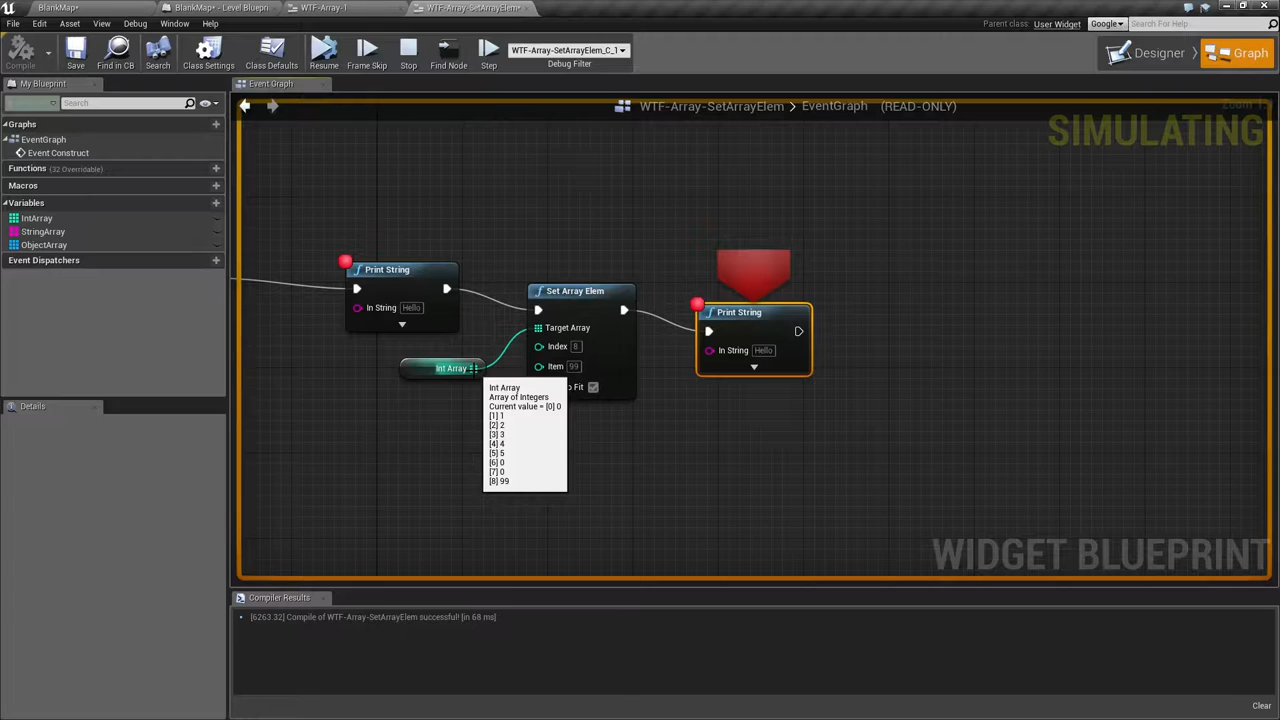 BlankMap*
BlankMap* - Level Blueprin
WTF-Array-1
WTF-Array-SetArrayElem*
File
Edit
Asset
View
Debug
Window
Help
Parent class:
User Widget
Google
Search For Help
Compile
Save
Find in CB
Search
Class Settings
Class Defaults
Resume
Frame Skip
Stop
Find Node
Step
WTF-Array-SetArrayElem_C_1
Debug Filter
Designer
Graph
My Blueprint
Event Graph
Search
WTF-Array-SetArrayElem > EventGraph (READ-ONLY)
SIMULATING
Graphs
EventGraph
Event Construct
Functions (32 Overridable)
Macros
Variables
IntArray
StringArray
ObjectArray
Event Dispatchers
Details
Print String
In String Hello
Set Array Elem
Target Array
Index 8
Item 99
Fit
Int Array
Print String
In String Hello
Int Array
Array of Integers
Current value = [0] 0
[1] 1
[2] 2
[3] 3
[4] 4
[5] 5
[6] 0
[7] 0
[8] 99
WIDGET BLUEPRINT
Compiler Results
[6263.32] Compile of WTF-Array-SetArrayElem successful! [in 68 ms]
Clear